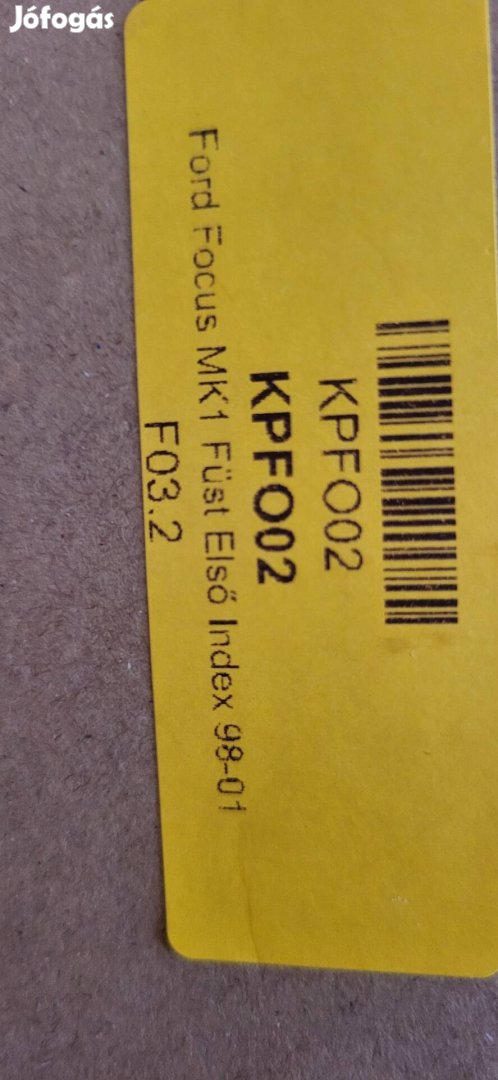 Jófogás
KPFO02
KPFO02
Ford Focus MK1 Füst Első Index 98-01
F03.2